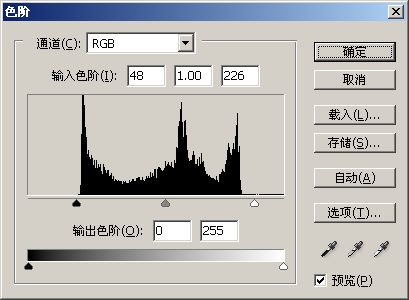 色阶
通道(C): RGB
确定
输入色阶(I): 48 1.00 226
取消
载入(L)...
存储(S)...
自动(A)
选项(T)...
输出色阶(O): 0 255
预览(P)